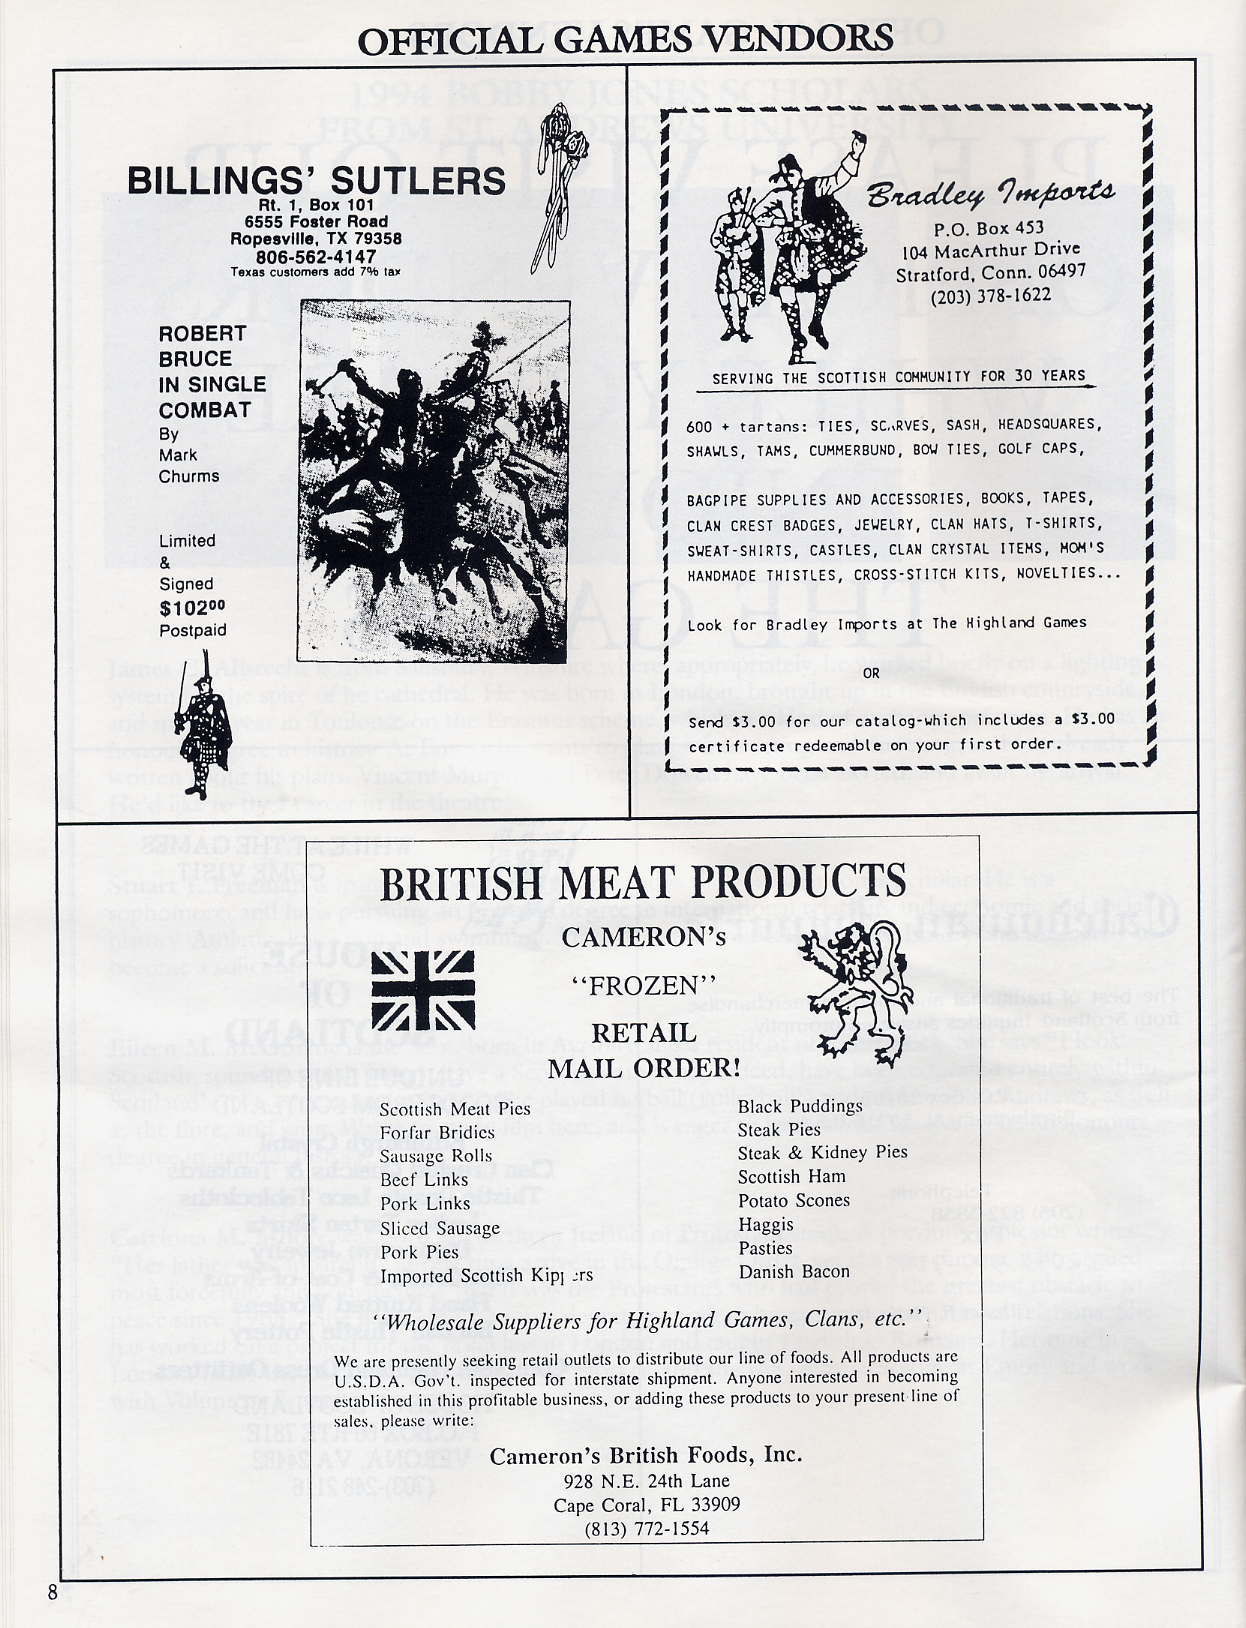 OFFICIAL GAMES VENDORS
BILLINGS' SUTLERS
Rt. 1, Box 101
6555 Foster Road
Ropesville, TX 79358
806-562-4147
Texas customers add 7% tax
ROBERT
BRUCE
IN SINGLE
COMBAT
By
Mark
Churms
Limited
&
Signed
$102⁰⁰
Postpaid
Bradley Imports
P.O. Box 453
104 MacArthur Drive
Stratford, Conn. 06497
(203) 378-1622
SERVING THE SCOTTISH COMMUNITY FOR 30 YEARS
600 + tartans: TIES, SCARVES, SASH, HEADSQUARES,
SHAWLS, TAMS, CUMMERBUND, BOW TIES, GOLF CAPS,
BAGPIPE SUPPLIES AND ACCESSORIES, BOOKS, TAPES,
CLAN CREST BADGES, JEWELRY, CLAN HATS, T-SHIRTS,
SWEAT-SHIRTS, CASTLES, CLAN CRYSTAL ITEMS, MOM'S
HANDMADE THISTLES, CROSS-STITCH KITS, NOVELTIES...
Look for Bradley Imports at The Highland Games
OR
Send $3.00 for our catalog-which includes a $3.00
certificate redeemable on your first order.
BRITISH MEAT PRODUCTS
CAMERON's
"FROZEN"
RETAIL
MAIL ORDER!
Scottish Meat Pies
Forfar Bridies
Sausage Rolls
Beef Links
Pork Links
Sliced Sausage
Pork Pies
Imported Scottish Kippers
Black Puddings
Steak Pies
Steak & Kidney Pies
Scottish Ham
Potato Scones
Haggis
Pasties
Danish Bacon
"Wholesale Suppliers for Highland Games, Clans, etc."
We are presently seeking retail outlets to distribute our line of foods. All products are
U.S.D.A. Gov't. inspected for interstate shipment. Anyone interested in becoming
established in this profitable business, or adding these products to your present line of
sales, please write:
Cameron's British Foods, Inc.
928 N.E. 24th Lane
Cape Coral, FL 33909
(813) 772-1554
8